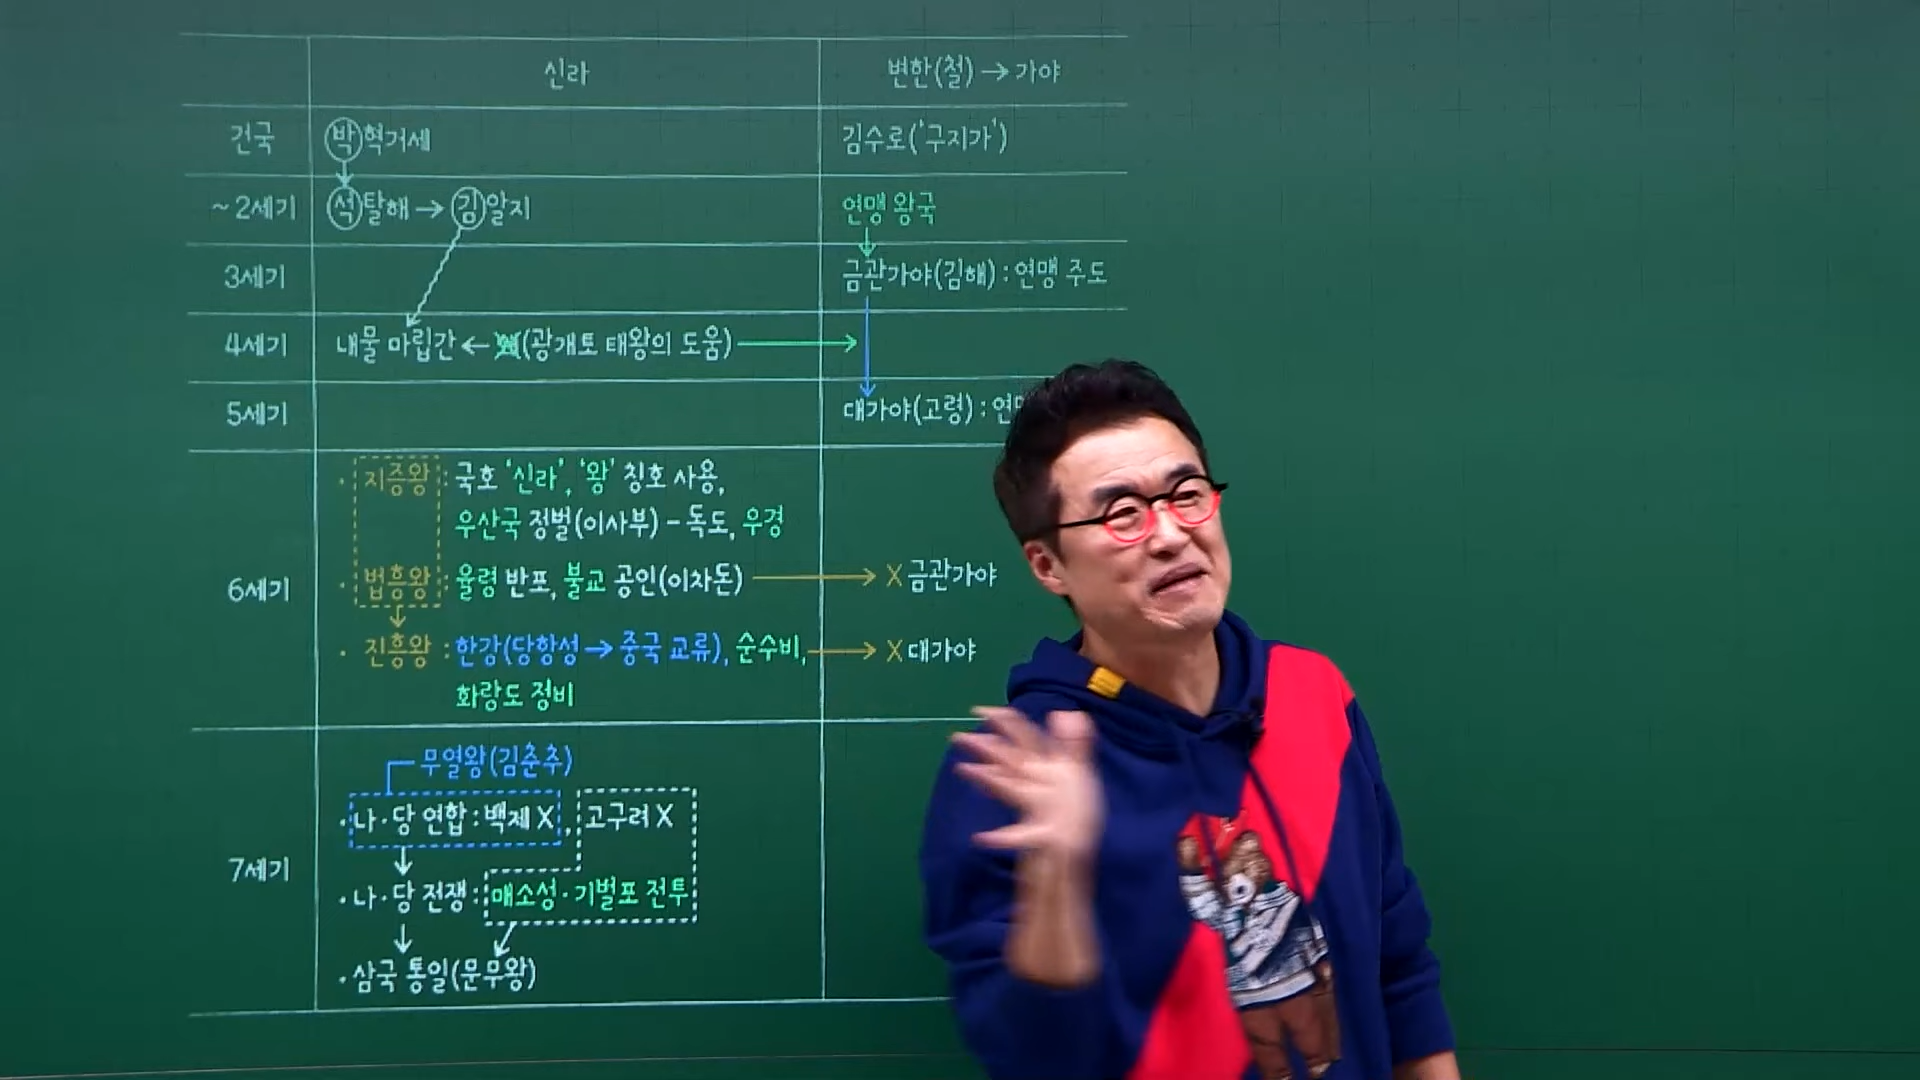 신라
변한(철) → 가야
건국
박혁거세
김수로('구지가')
~2세기
석탈해 → 김알지
연맹 왕국
3세기
금관가야(김해) : 연맹 주도
4세기
내물 마립간 ← (광개토 태왕의 도움)
5세기
대가야(고령) : 연
6세기
· 지증왕 : 국호 '신라', '왕' 칭호 사용,
우산국 정벌(이사부) - 독도, 우경
· 법흥왕 : 율령 반포, 불교 공인(이차돈) → X 금관가야
· 진흥왕 : 한강(당항성 → 중국 교류), 순수비, → X 대가야
화랑도 정비
7세기
무열왕(김춘추)
· 나·당 연합 : 백제 X, 고구려 X
· 나·당 전쟁 : 매소성·기벌포 전투
· 삼국 통일(문무왕)